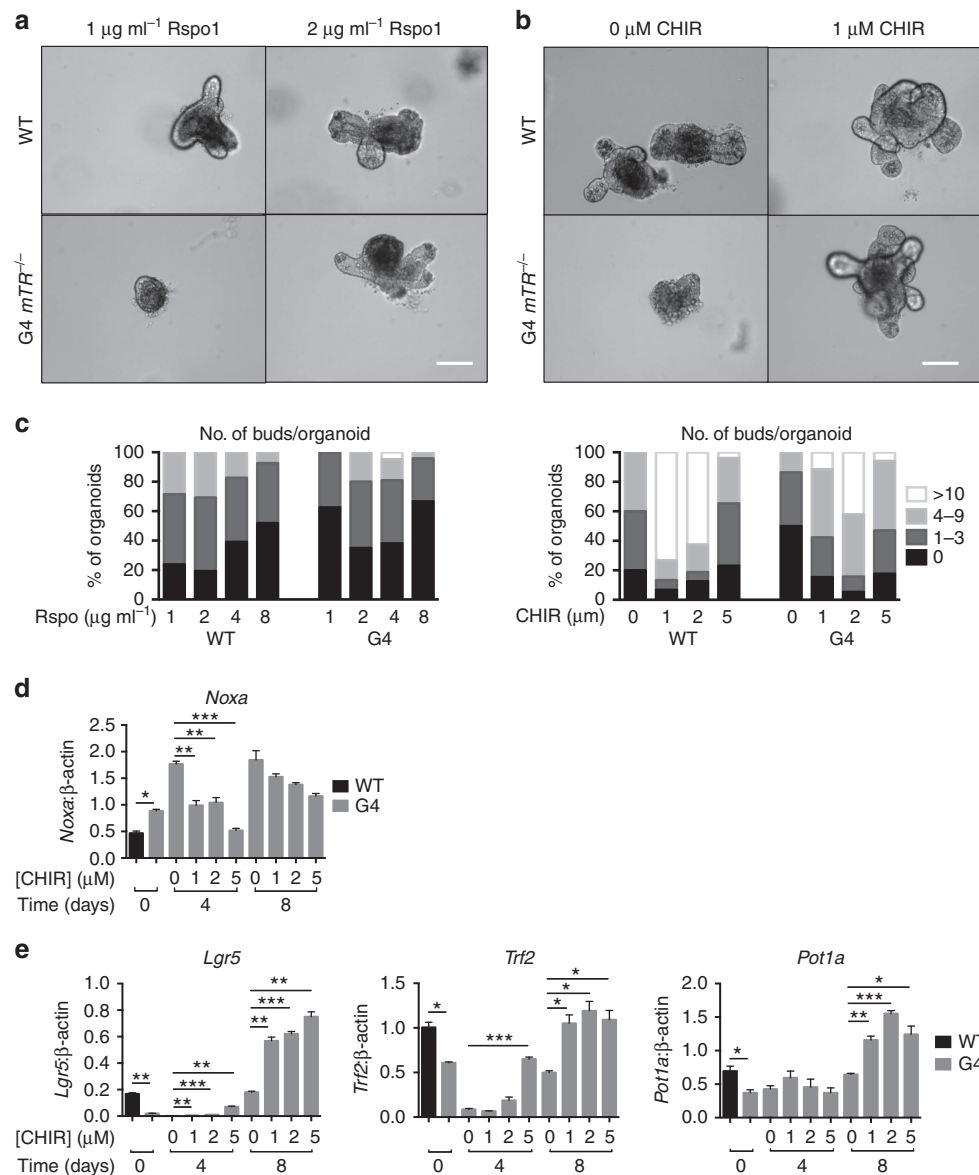 a
1 μg ml⁻¹ Rspo1 2 μg ml⁻¹ Rspo1
WT
G4 mTR⁻/⁻
b
0 μM CHIR 1 μM CHIR
WT
G4 mTR⁻/⁻
c
No. of buds/organoid
% of organoids
100
80
60
40
20
0
Rspo (μg ml⁻¹) 1 2 4 8 1 2 4 8
WT G4
No. of buds/organoid
% of organoids
100
80
60
40
20
0
CHIR (μm) 0 1 2 5 0 1 2 5
WT G4
>10
4–9
1–3
0
d
Noxa
Noxa:β-actin
2.5
2.0
1.5
1.0
0.5
0.0
*
***
**
**
WT
G4
[CHIR] (μM) 0 1 2 5 0 1 2 5
Time (days) 0 4 8
e
Lgr5
Lgr5:β-actin
1.0
0.8
0.6
0.4
0.2
0.0
**
**
***
**
**
***
**
[CHIR] (μM) 0 1 2 5 0 1 2 5
Time (days) 0 4 8
Trf2
Trf2:β-actin
1.5
1.0
0.5
0.0
*
***
*
*
*
0 1 2 5 0 1 2 5
0 4 8
Pot1a
Pot1a:β-actin
2.0
1.5
1.0
0.5
0.0
*
*
***
**
0 1 2 5 0 1 2 5
0 4 8
WT
G4